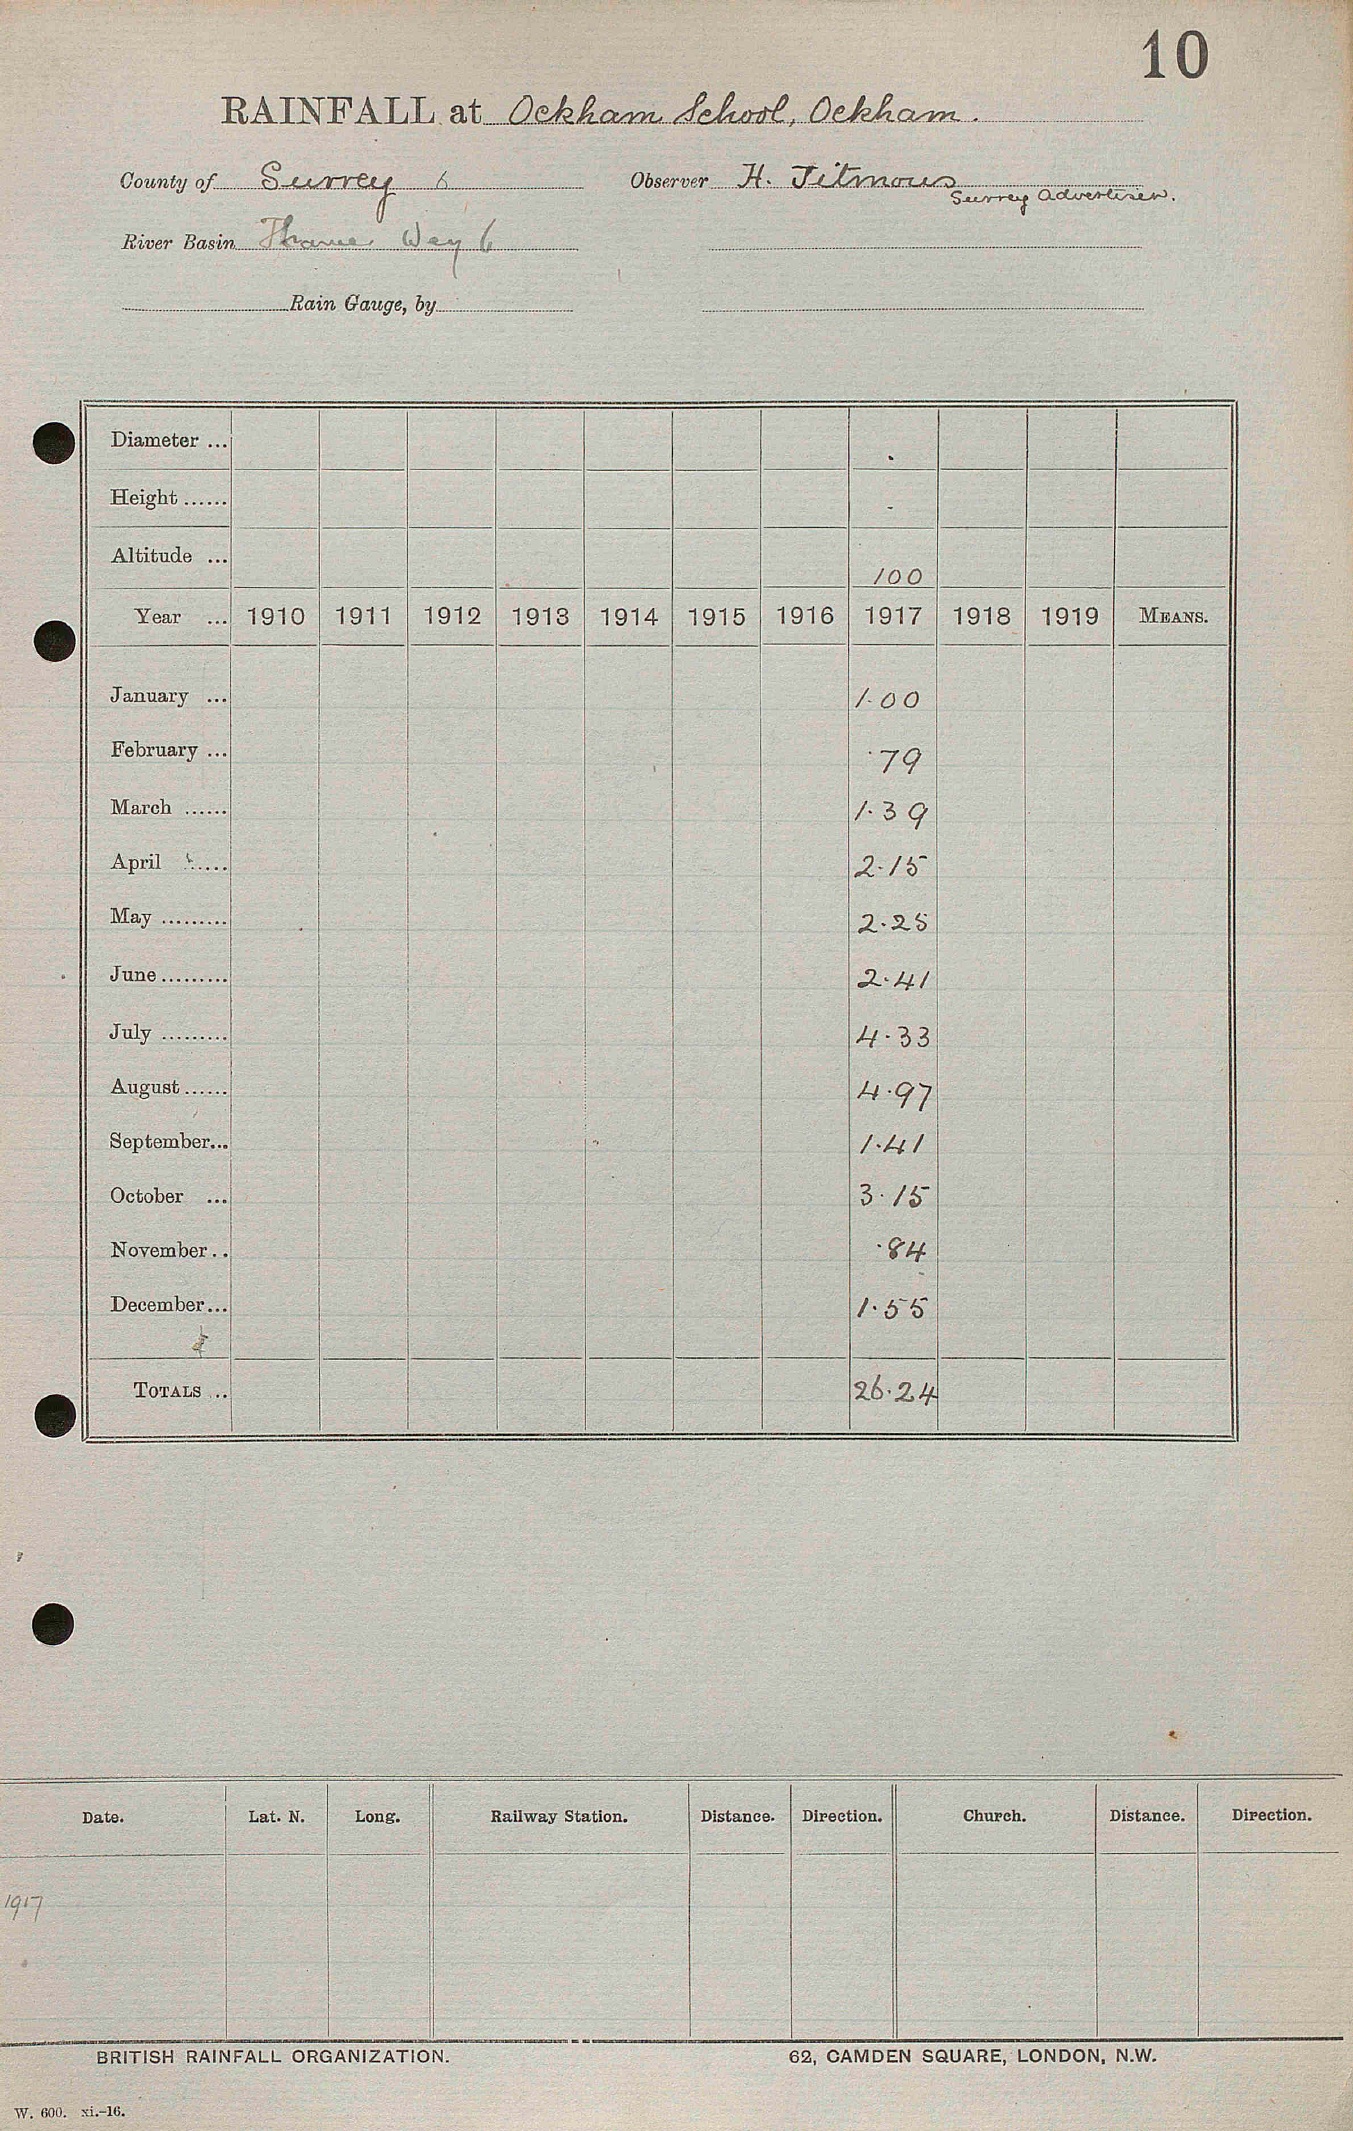 10
RAINFALL at Ockham School, Ockham.
County of Surrey 6 Observer H. Titmous
Surrey Advertiser.
River Basin Thames Wey 6
Rain Gauge, by
Diameter ...
Height ......
Altitude ... 100
Year ... 1910 1911 1912 1913 1914 1915 1916 1917 1918 1919 MEANS.
January ... 1.00
February ... .79
March ...... 1.39
April ...... 2.15
May ......... 2.25
June ......... 2.41
July ......... 4.33
August ...... 4.97
September... 1.41
October ... 3.15
November .. .84
December ... 1.55
TOTALS ... 26.24
Date. Lat. N. Long. Railway Station. Distance. Direction. Church. Distance. Direction.
1917
BRITISH RAINFALL ORGANIZATION. 62, CAMDEN SQUARE, LONDON, N.W.
W. 600. xi.-16.